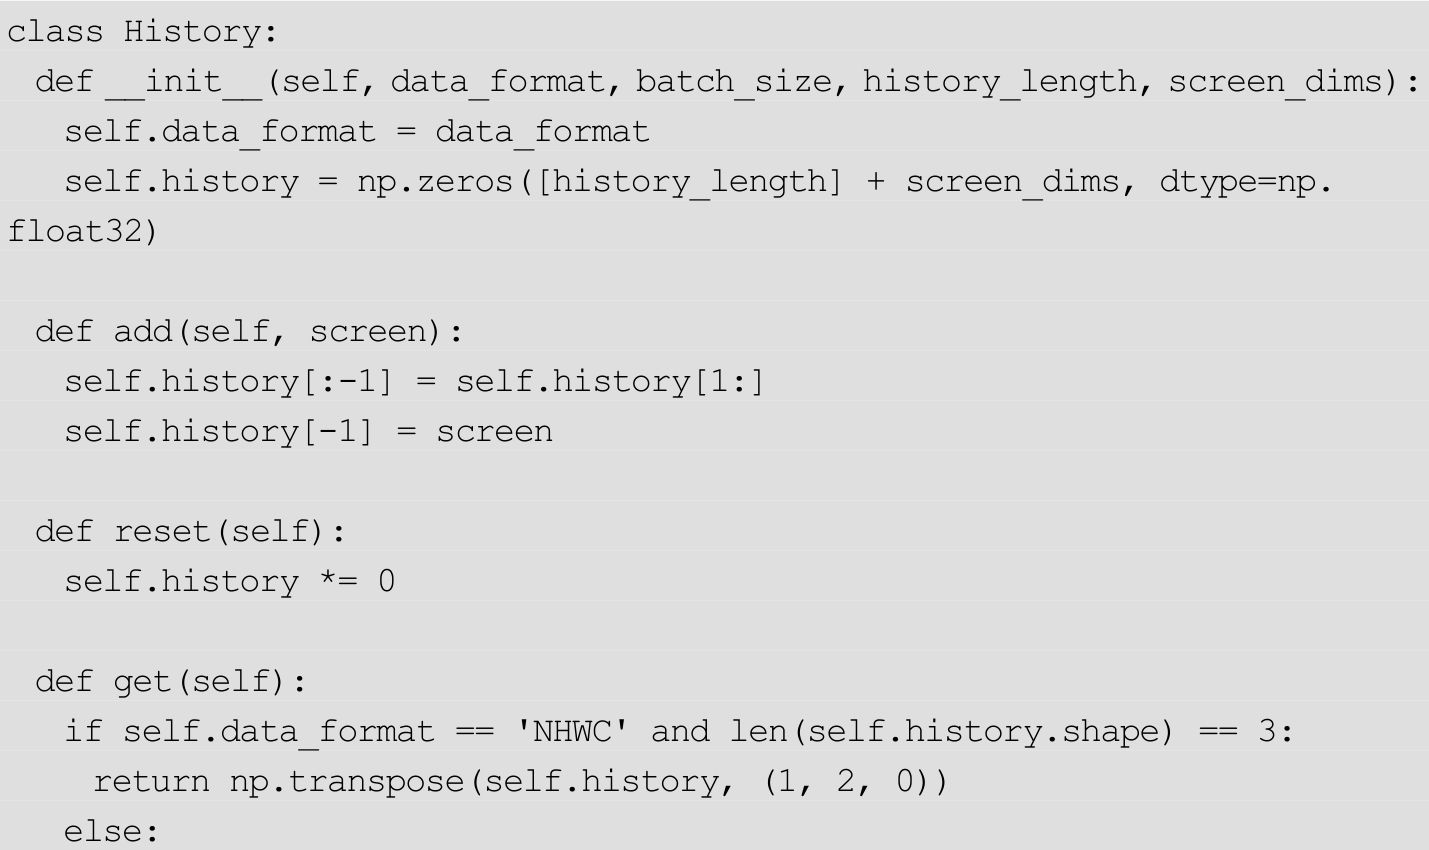 class History:
  def __init__(self, data_format, batch_size, history_length, screen_dims):
    self.data_format = data_format
    self.history = np.zeros([history_length] + screen_dims, dtype=np.
float32)

  def add(self, screen):
    self.history[:-1] = self.history[1:]
    self.history[-1] = screen

  def reset(self):
    self.history *= 0

  def get(self):
    if self.data_format == 'NHWC' and len(self.history.shape) == 3:
      return np.transpose(self.history, (1, 2, 0))
    else: